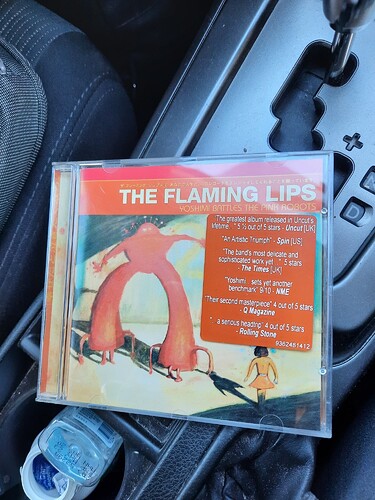 THE FLAMING LIPS
YOSHIMI BATTLES THE PINK ROBOTS
The greatest album released in Uncut's
lifetime. " 5 ½ out of 5 stars - Uncut [UK]
"An Artistic Triumph" - Spin [US]
"The band's most delicate and
sophisticated work yet... " 5 stars
- The Times [UK]
"Yoshimi... sets yet another
benchmark" 9/10 - NME
"Their second masterpiece" 4 out of 5 stars
- Q Magazine
" a serious headtrip" 4 out of 5 stars
- Rolling Stone
9362481412
+
D